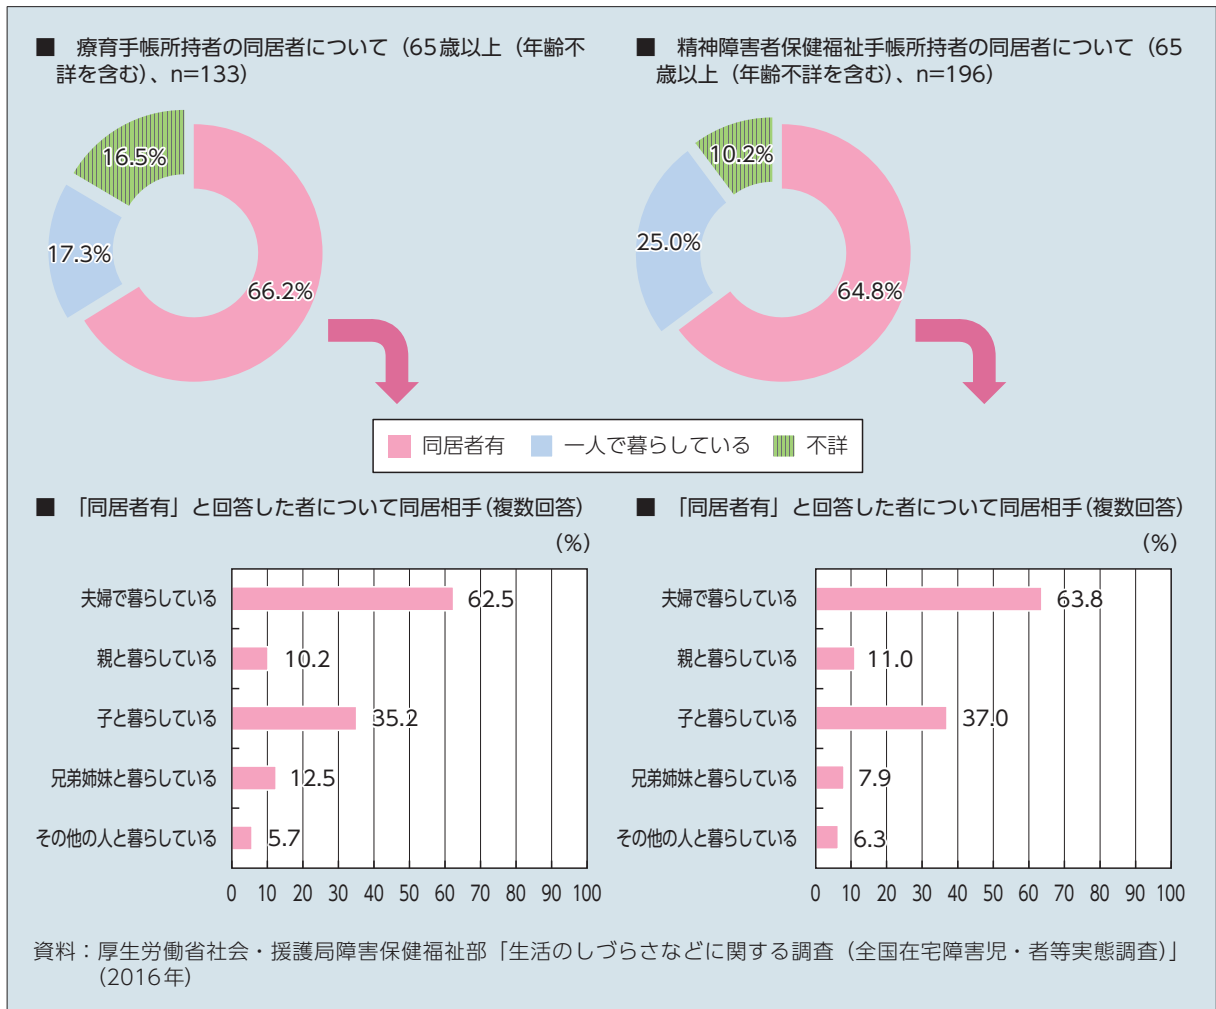 ■ 療育手帳所持者の同居者について（65歳以上（年齢不
詳を含む）、n=133）
16.5%
17.3%
66.2%
■ 精神障害者保健福祉手帳所持者の同居者について（65
歳以上（年齢不詳を含む）、n=196）
10.2%
25.0%
64.8%
同居者有 一人で暮らしている 不詳
■ 「同居者有」と回答した者について同居相手（複数回答）
（%）
夫婦で暮らしている 62.5
親と暮らしている 10.2
子と暮らしている 35.2
兄弟姉妹と暮らしている 12.5
その他の人と暮らしている 5.7
0 10 20 30 40 50 60 70 80 90 100
■ 「同居者有」と回答した者について同居相手（複数回答）
（%）
夫婦で暮らしている 63.8
親と暮らしている 11.0
子と暮らしている 37.0
兄弟姉妹と暮らしている 7.9
その他の人と暮らしている 6.3
0 10 20 30 40 50 60 70 80 90 100
資料：厚生労働省社会・援護局障害保健福祉部「生活のしづらさなどに関する調査（全国在宅障害児・者等実態調査）」
（2016年）